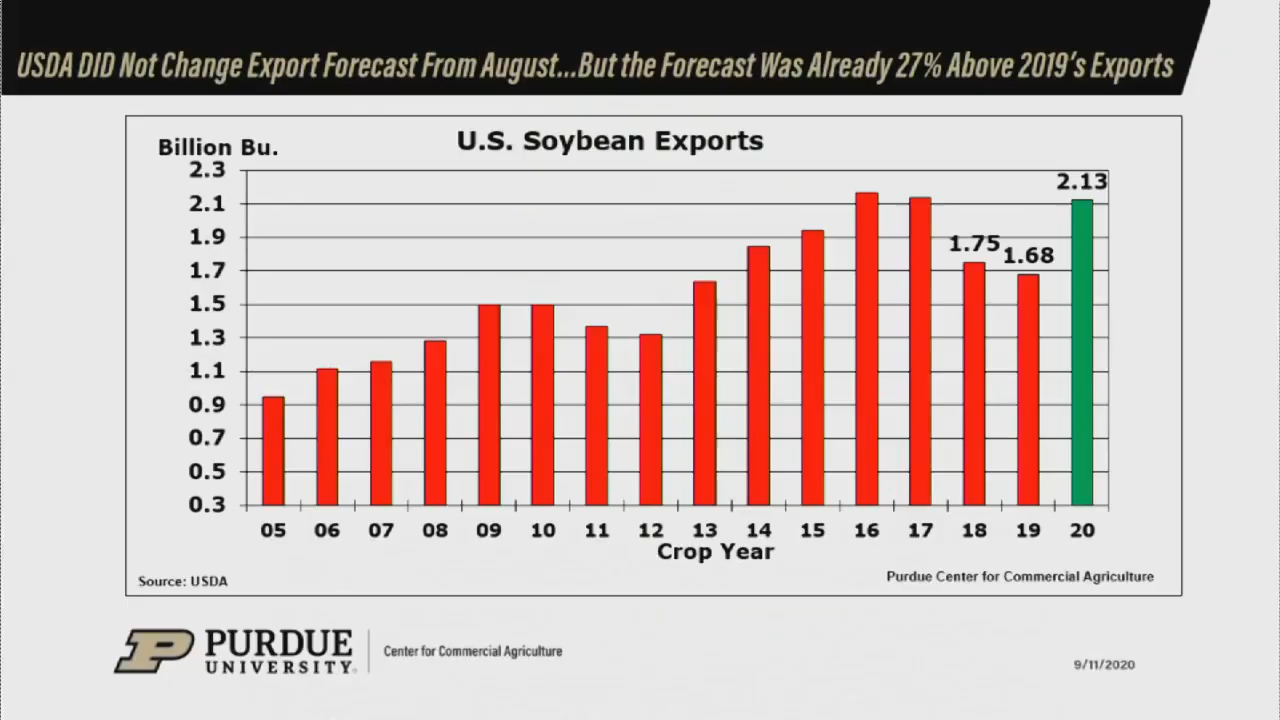 USDA DID Not Change Export Forecast From August...But the Forecast Was Already 27% Above 2019's Exports
U.S. Soybean Exports
Billion Bu.
2.3
2.1
1.9
1.7
1.5
1.3
1.1
0.9
0.7
0.5
0.3
2.13
1.75
1.68
05 06 07 08 09 10 11 12 13 14 15 16 17 18 19 20
Crop Year
Source: USDA
Purdue Center for Commercial Agriculture
P PURDUE
UNIVERSITY
Center for Commercial Agriculture
9/11/2020